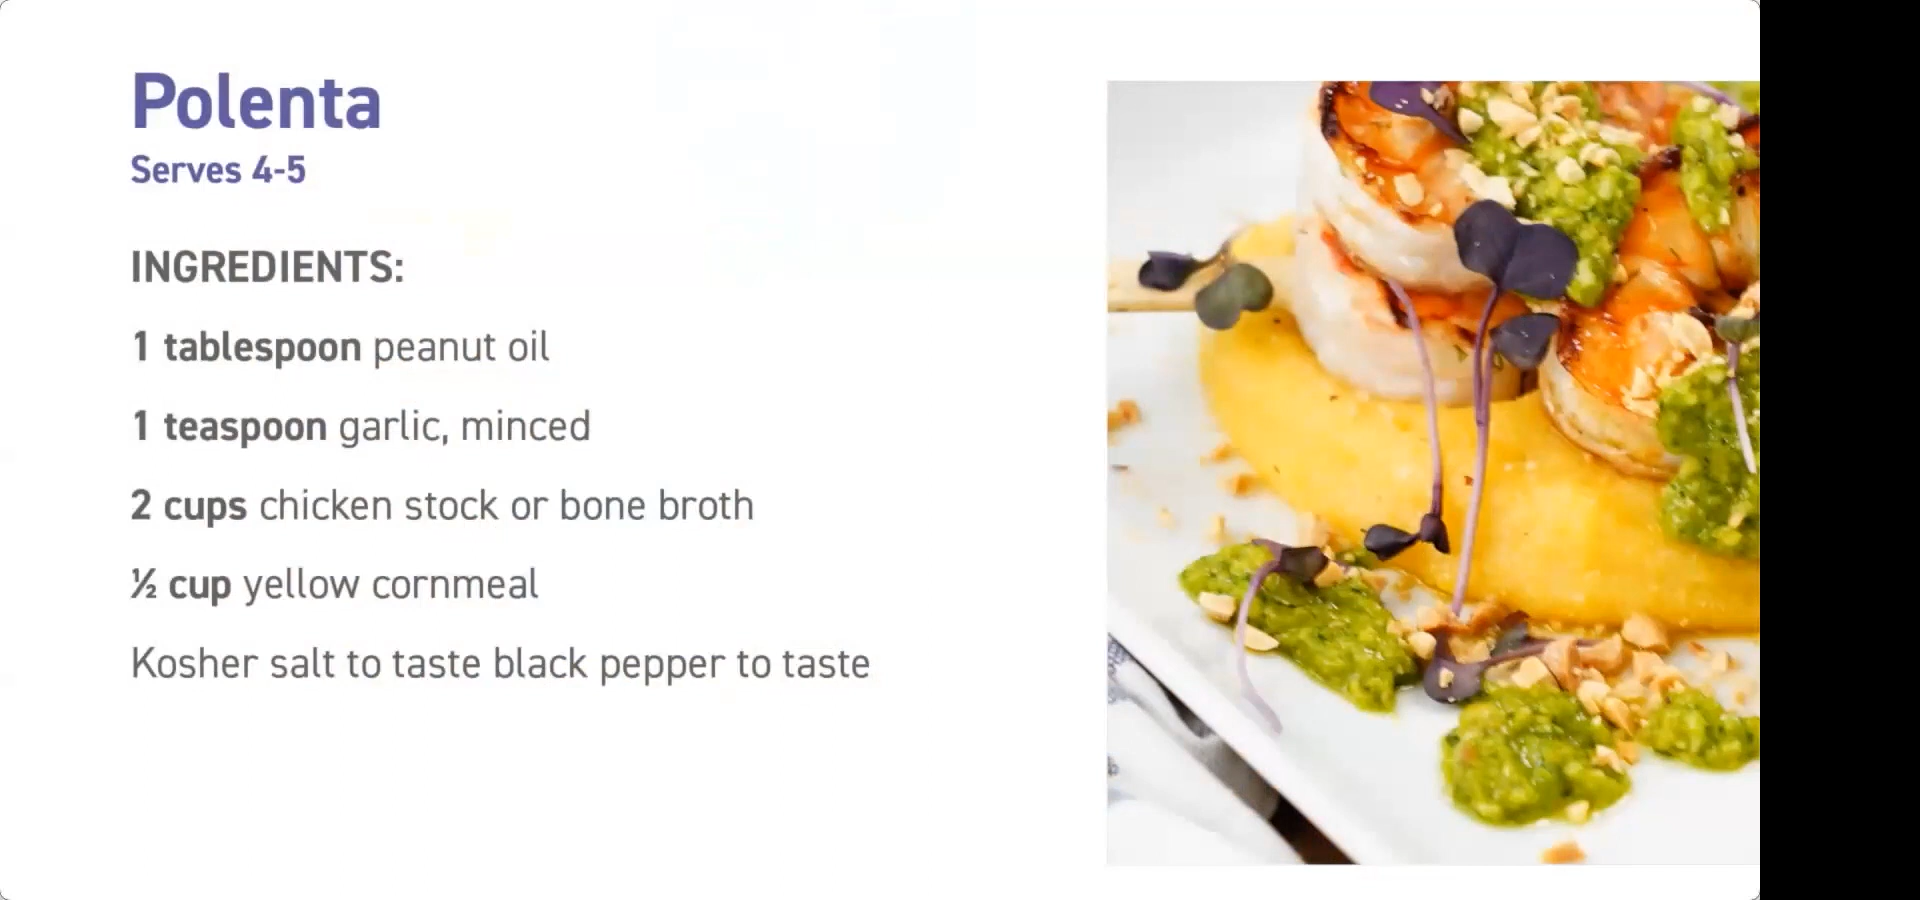 Polenta
Serves 4-5
INGREDIENTS:
1 tablespoon peanut oil
1 teaspoon garlic, minced
2 cups chicken stock or bone broth
½ cup yellow cornmeal
Kosher salt to taste black pepper to taste